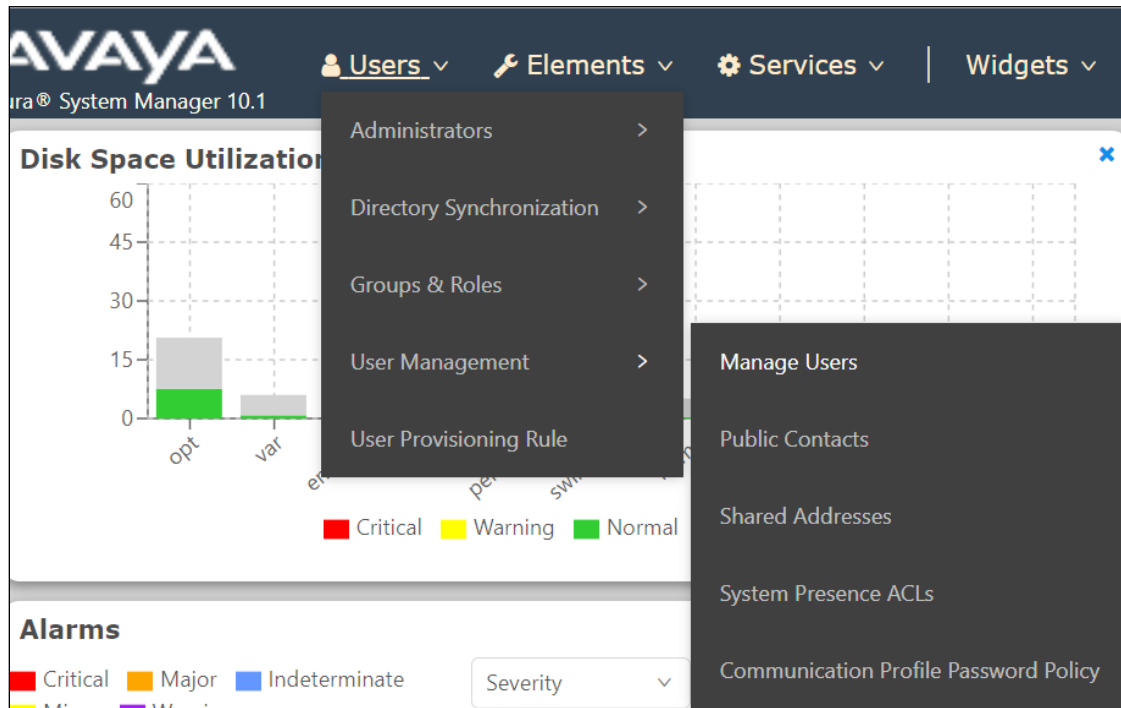 AVAYA
ura® System Manager 10.1
Users
Elements
Services
Widgets
Disk Space Utilization
60
45
30
15
0
opt
var
Critical
Warning
Normal
Administrators
Directory Synchronization
Groups & Roles
User Management
User Provisioning Rule
Manage Users
Public Contacts
Shared Addresses
System Presence ACLs
Communication Profile Password Policy
Alarms
Critical
Major
Indeterminate
Severity